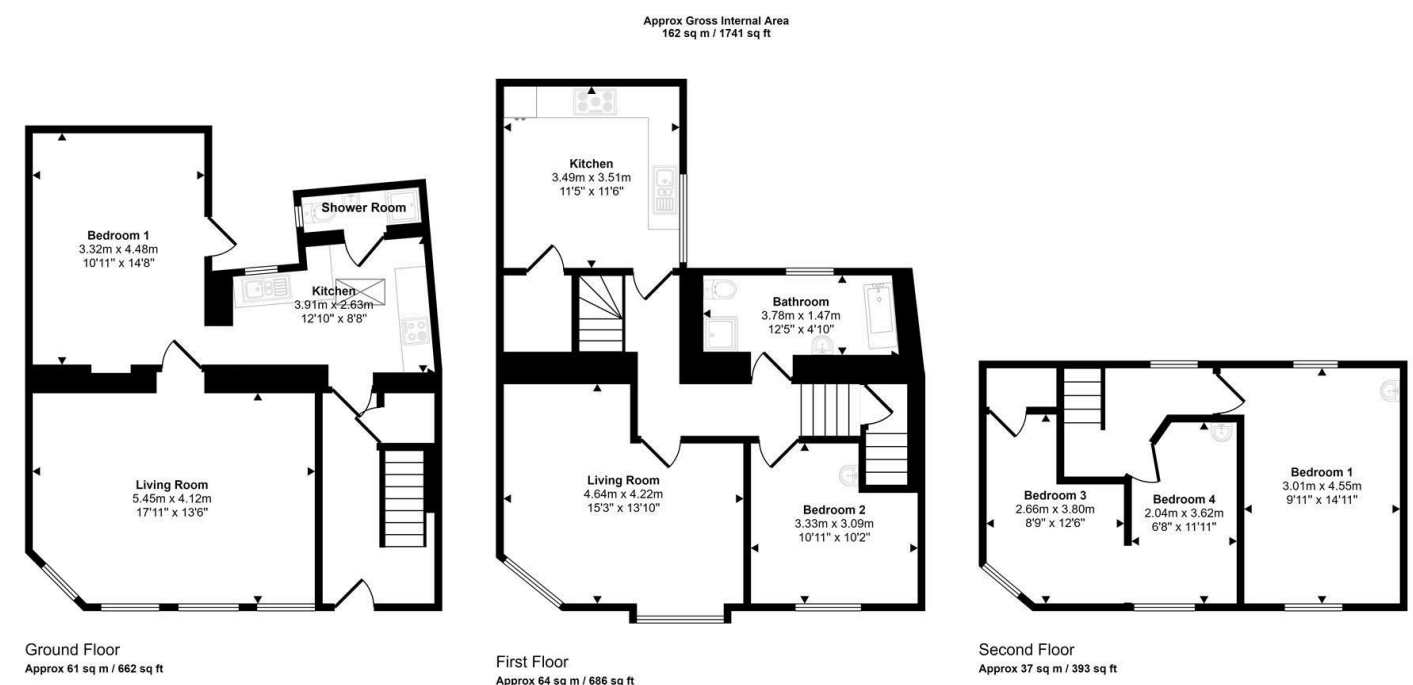 Approx Gross Internal Area
162 sq m / 1741 sq ft
Bedroom 1
3.32m x 4.48m
10'11" x 14'8"
Shower Room
Kitchen
3.91m x 2.63m
12'10" x 8'8"
Living Room
5.45m x 4.12m
17'11" x 13'6"
Ground Floor
Approx 61 sq m / 662 sq ft
Kitchen
3.49m x 3.51m
11'5" x 11'6"
Bathroom
3.78m x 1.47m
12'5" x 4'10"
Living Room
4.64m x 4.22m
15'3" x 13'10"
Bedroom 2
3.33m x 3.09m
10'11" x 10'2"
First Floor
Approx 64 sq m / 686 sq ft
Bedroom 3
2.66m x 3.80m
8'9" x 12'6"
Bedroom 4
2.04m x 3.62m
6'8" x 11'11"
Bedroom 1
3.01m x 4.55m
9'11" x 14'11"
Second Floor
Approx 37 sq m / 393 sq ft